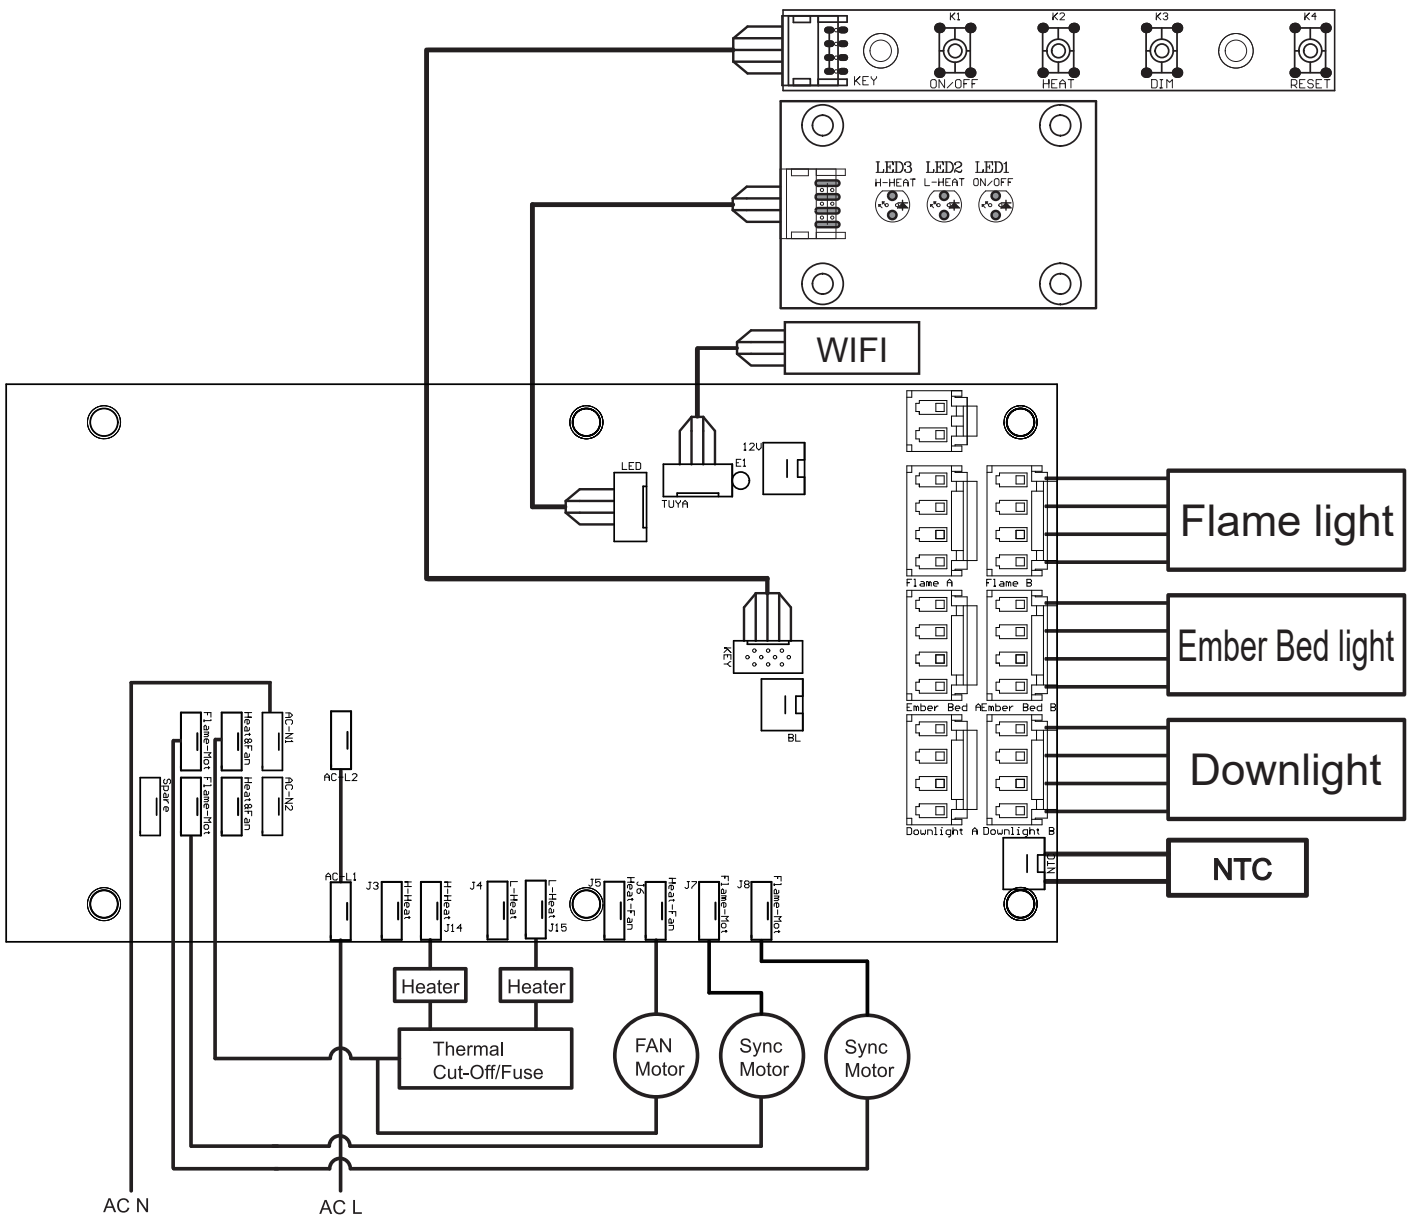 K1
K2
K3
K4
KEY
ON/OFF
HEAT
DIM
RESET
LED3
LED2
LED1
H-HEAT
L-HEAT
ON/OFF
WIFI
12V
LED
E1
TUYA
Flame light
Flame A
Flame B
Ember Bed light
KEY
Ember Bed A
Ember Bed B
BL
Flame-Mot
Heat&Fan
AC-N1
AC-L2
Downlight
Spare
Flame-Mot
Heat&Fan
AC-N2
Downlight A
Downlight B
NTC
NTC
AC-L1
J3
H-Heat
H-Heat
J14
J4
L-Heat
L-Heat
J15
J5
Heat-Fan
J6
Heat-Fan
J7
Flame-Mot
J8
Flame-Mot
Heater
Heater
Thermal
Cut-Off/Fuse
FAN
Motor
Sync
Motor
Sync
Motor
AC N
AC L